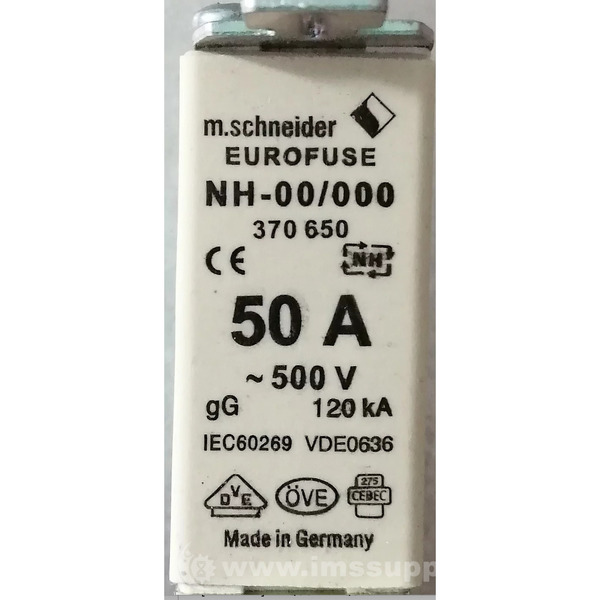 m.schneider
EUROFUSE
NH-00/000
370 650
CE NH
50 A
~ 500 V
gG 120 kA
IEC60269 VDE0636
DVE ÖVE 275 CEBEC
Made in Germany
www.imssupp